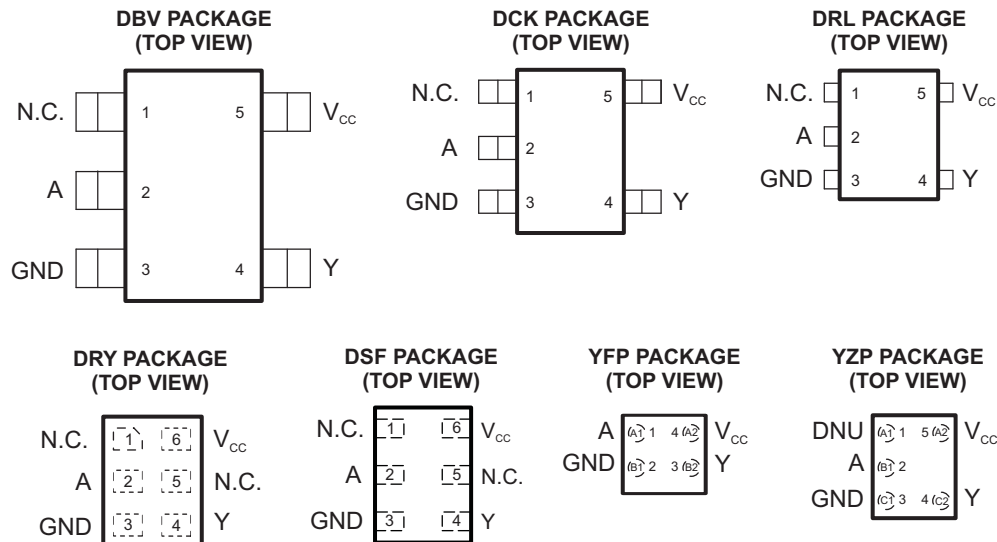 DBV PACKAGE
(TOP VIEW)
N.C. 1 5 VCC
A 2
GND 3 4 Y
DCK PACKAGE
(TOP VIEW)
N.C. 1 5 VCC
A 2
GND 3 4 Y
DRL PACKAGE
(TOP VIEW)
N.C. 1 5 VCC
A 2
GND 3 4 Y
DRY PACKAGE
(TOP VIEW)
N.C. 1 6 VCC
A 2 5 N.C.
GND 3 4 Y
DSF PACKAGE
(TOP VIEW)
N.C. 1 6 VCC
A 2 5 N.C.
GND 3 4 Y
YFP PACKAGE
(TOP VIEW)
A A1 1 4 A2 VCC
GND B1 2 3 B2 Y
YZP PACKAGE
(TOP VIEW)
DNU A1 1 5 A2 VCC
A B1 2
GND C1 3 4 C2 Y